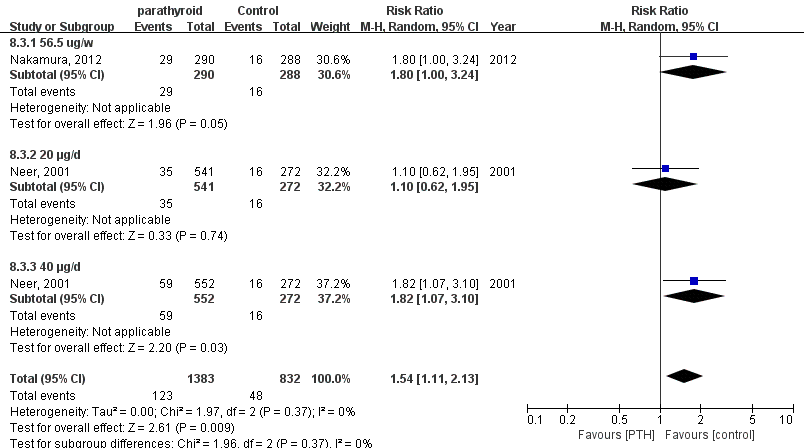 parathyroid Control Risk Ratio Risk Ratio
Study or Subgroup Events Total Events Total Weight M-H, Random, 95% CI Year M-H, Random, 95% CI
8.3.1 56.5 ug/w
Nakamura, 2012 29 290 16 288 30.6% 1.80 [1.00, 3.24] 2012
Subtotal (95% CI) 290 288 30.6% 1.80 [1.00, 3.24]
Total events 29 16
Heterogeneity: Not applicable
Test for overall effect: Z = 1.96 (P = 0.05)
8.3.2 20 µg/d
Neer, 2001 35 541 16 272 32.2% 1.10 [0.62, 1.95] 2001
Subtotal (95% CI) 541 272 32.2% 1.10 [0.62, 1.95]
Total events 35 16
Heterogeneity: Not applicable
Test for overall effect: Z = 0.33 (P = 0.74)
8.3.3 40 µg/d
Neer, 2001 59 552 16 272 37.2% 1.82 [1.07, 3.10] 2001
Subtotal (95% CI) 552 272 37.2% 1.82 [1.07, 3.10]
Total events 59 16
Heterogeneity: Not applicable
Test for overall effect: Z = 2.20 (P = 0.03)
Total (95% CI) 1383 832 100.0% 1.54 [1.11, 2.13]
Total events 123 48
Heterogeneity: Tau² = 0.00; Chi² = 1.97, df = 2 (P = 0.37); I² = 0%
Test for overall effect: Z = 2.61 (P = 0.009)
Test for subgroup differences: Chi² = 1.96, df = 2 (P = 0.37), I² = 0%
0.1 0.2 0.5 1 2 5 10
Favours [PTH] Favours [control]